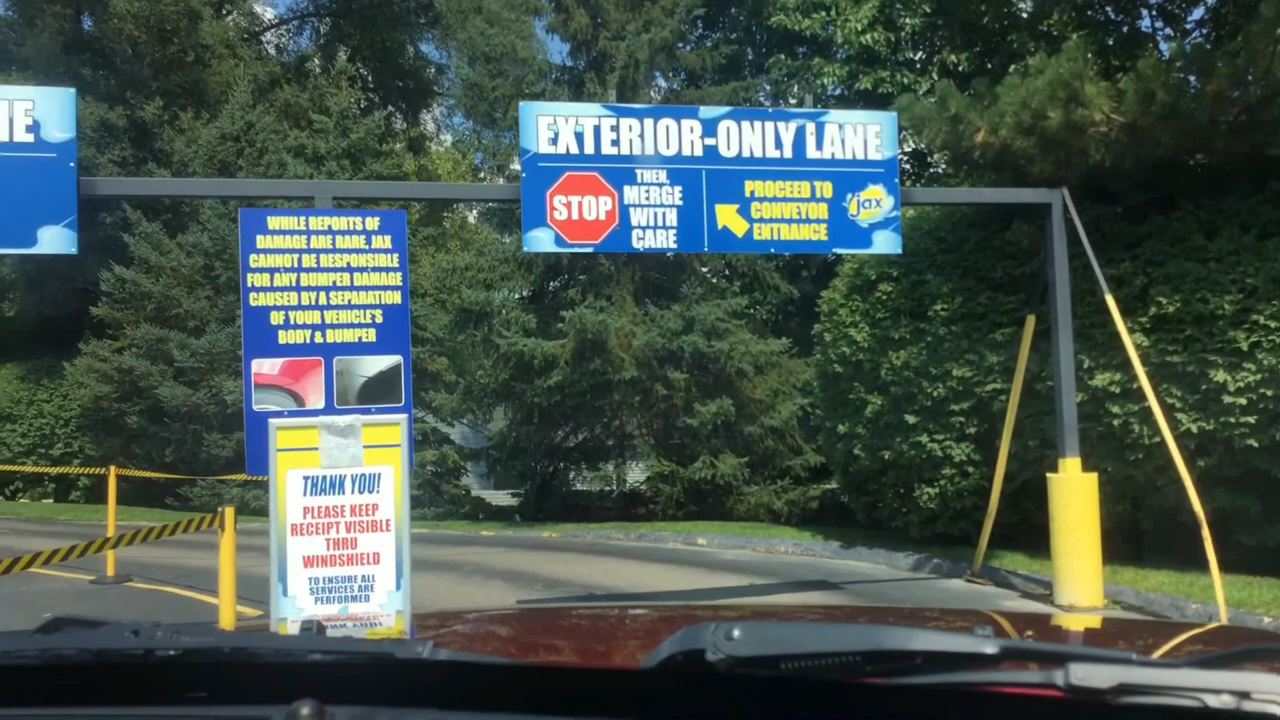 EXTERIOR-ONLY LANE
STOP
THEN,
MERGE
WITH
CARE
PROCEED TO
CONVEYOR
ENTRANCE
jax
WHILE REPORTS OF
DAMAGE ARE RARE, JAX
CANNOT BE RESPONSIBLE
FOR ANY BUMPER DAMAGE
CAUSED BY A SEPARATION
OF YOUR VEHICLE'S
BODY & BUMPER
THANK YOU!
PLEASE KEEP
RECEIPT VISIBLE
THRU
WINDSHIELD
TO ENSURE ALL
SERVICES ARE
PERFORMED